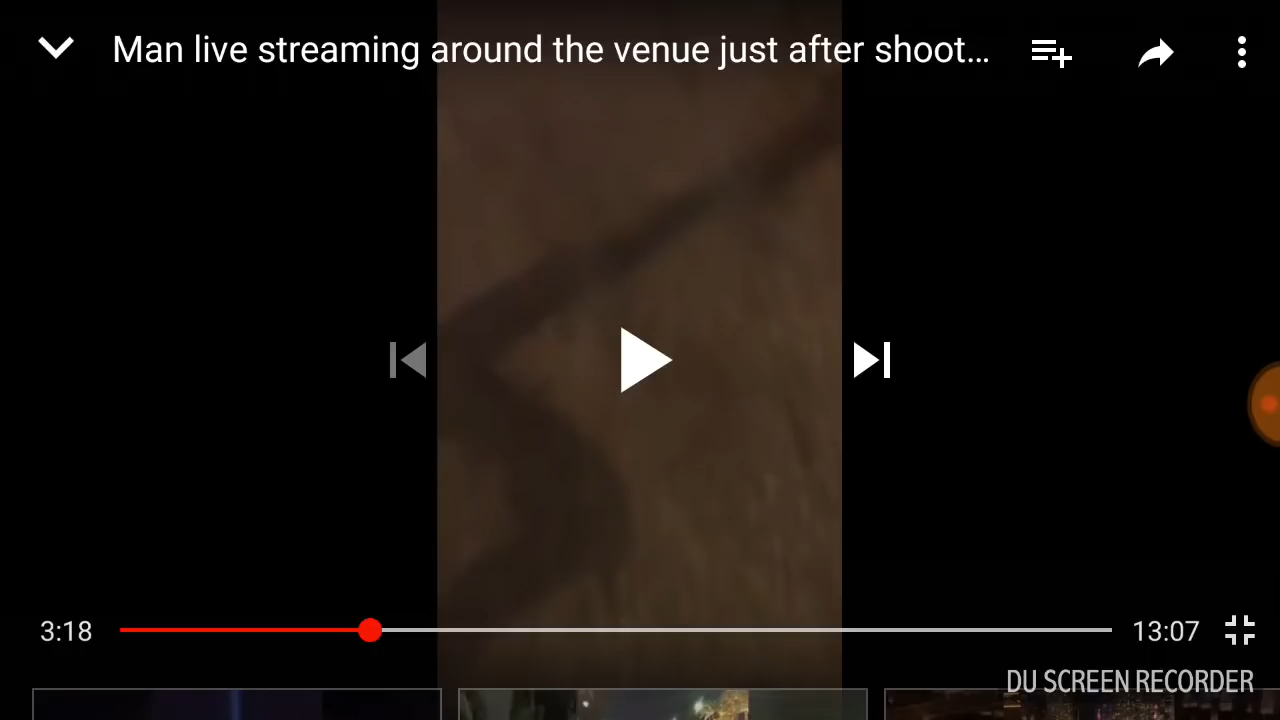 Man live streaming around the venue just after shoot...
3:18
13:07
DU SCREEN RECORDER